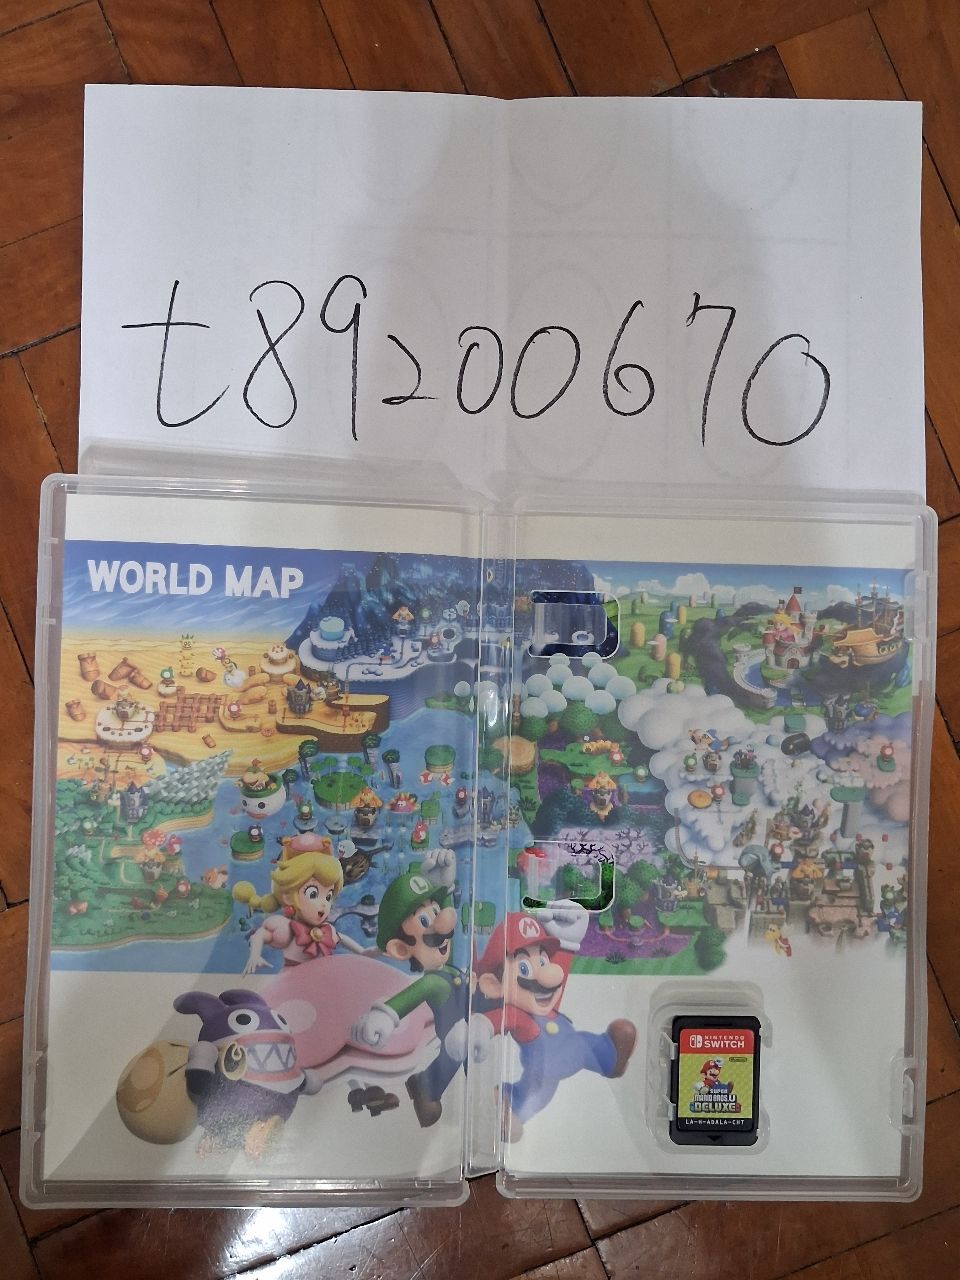 t89200670
WORLD MAP
NINTENDO
SWITCH
SUPER
MARIO BROS. U
DELUXE
LA-H-ADALA-CHT